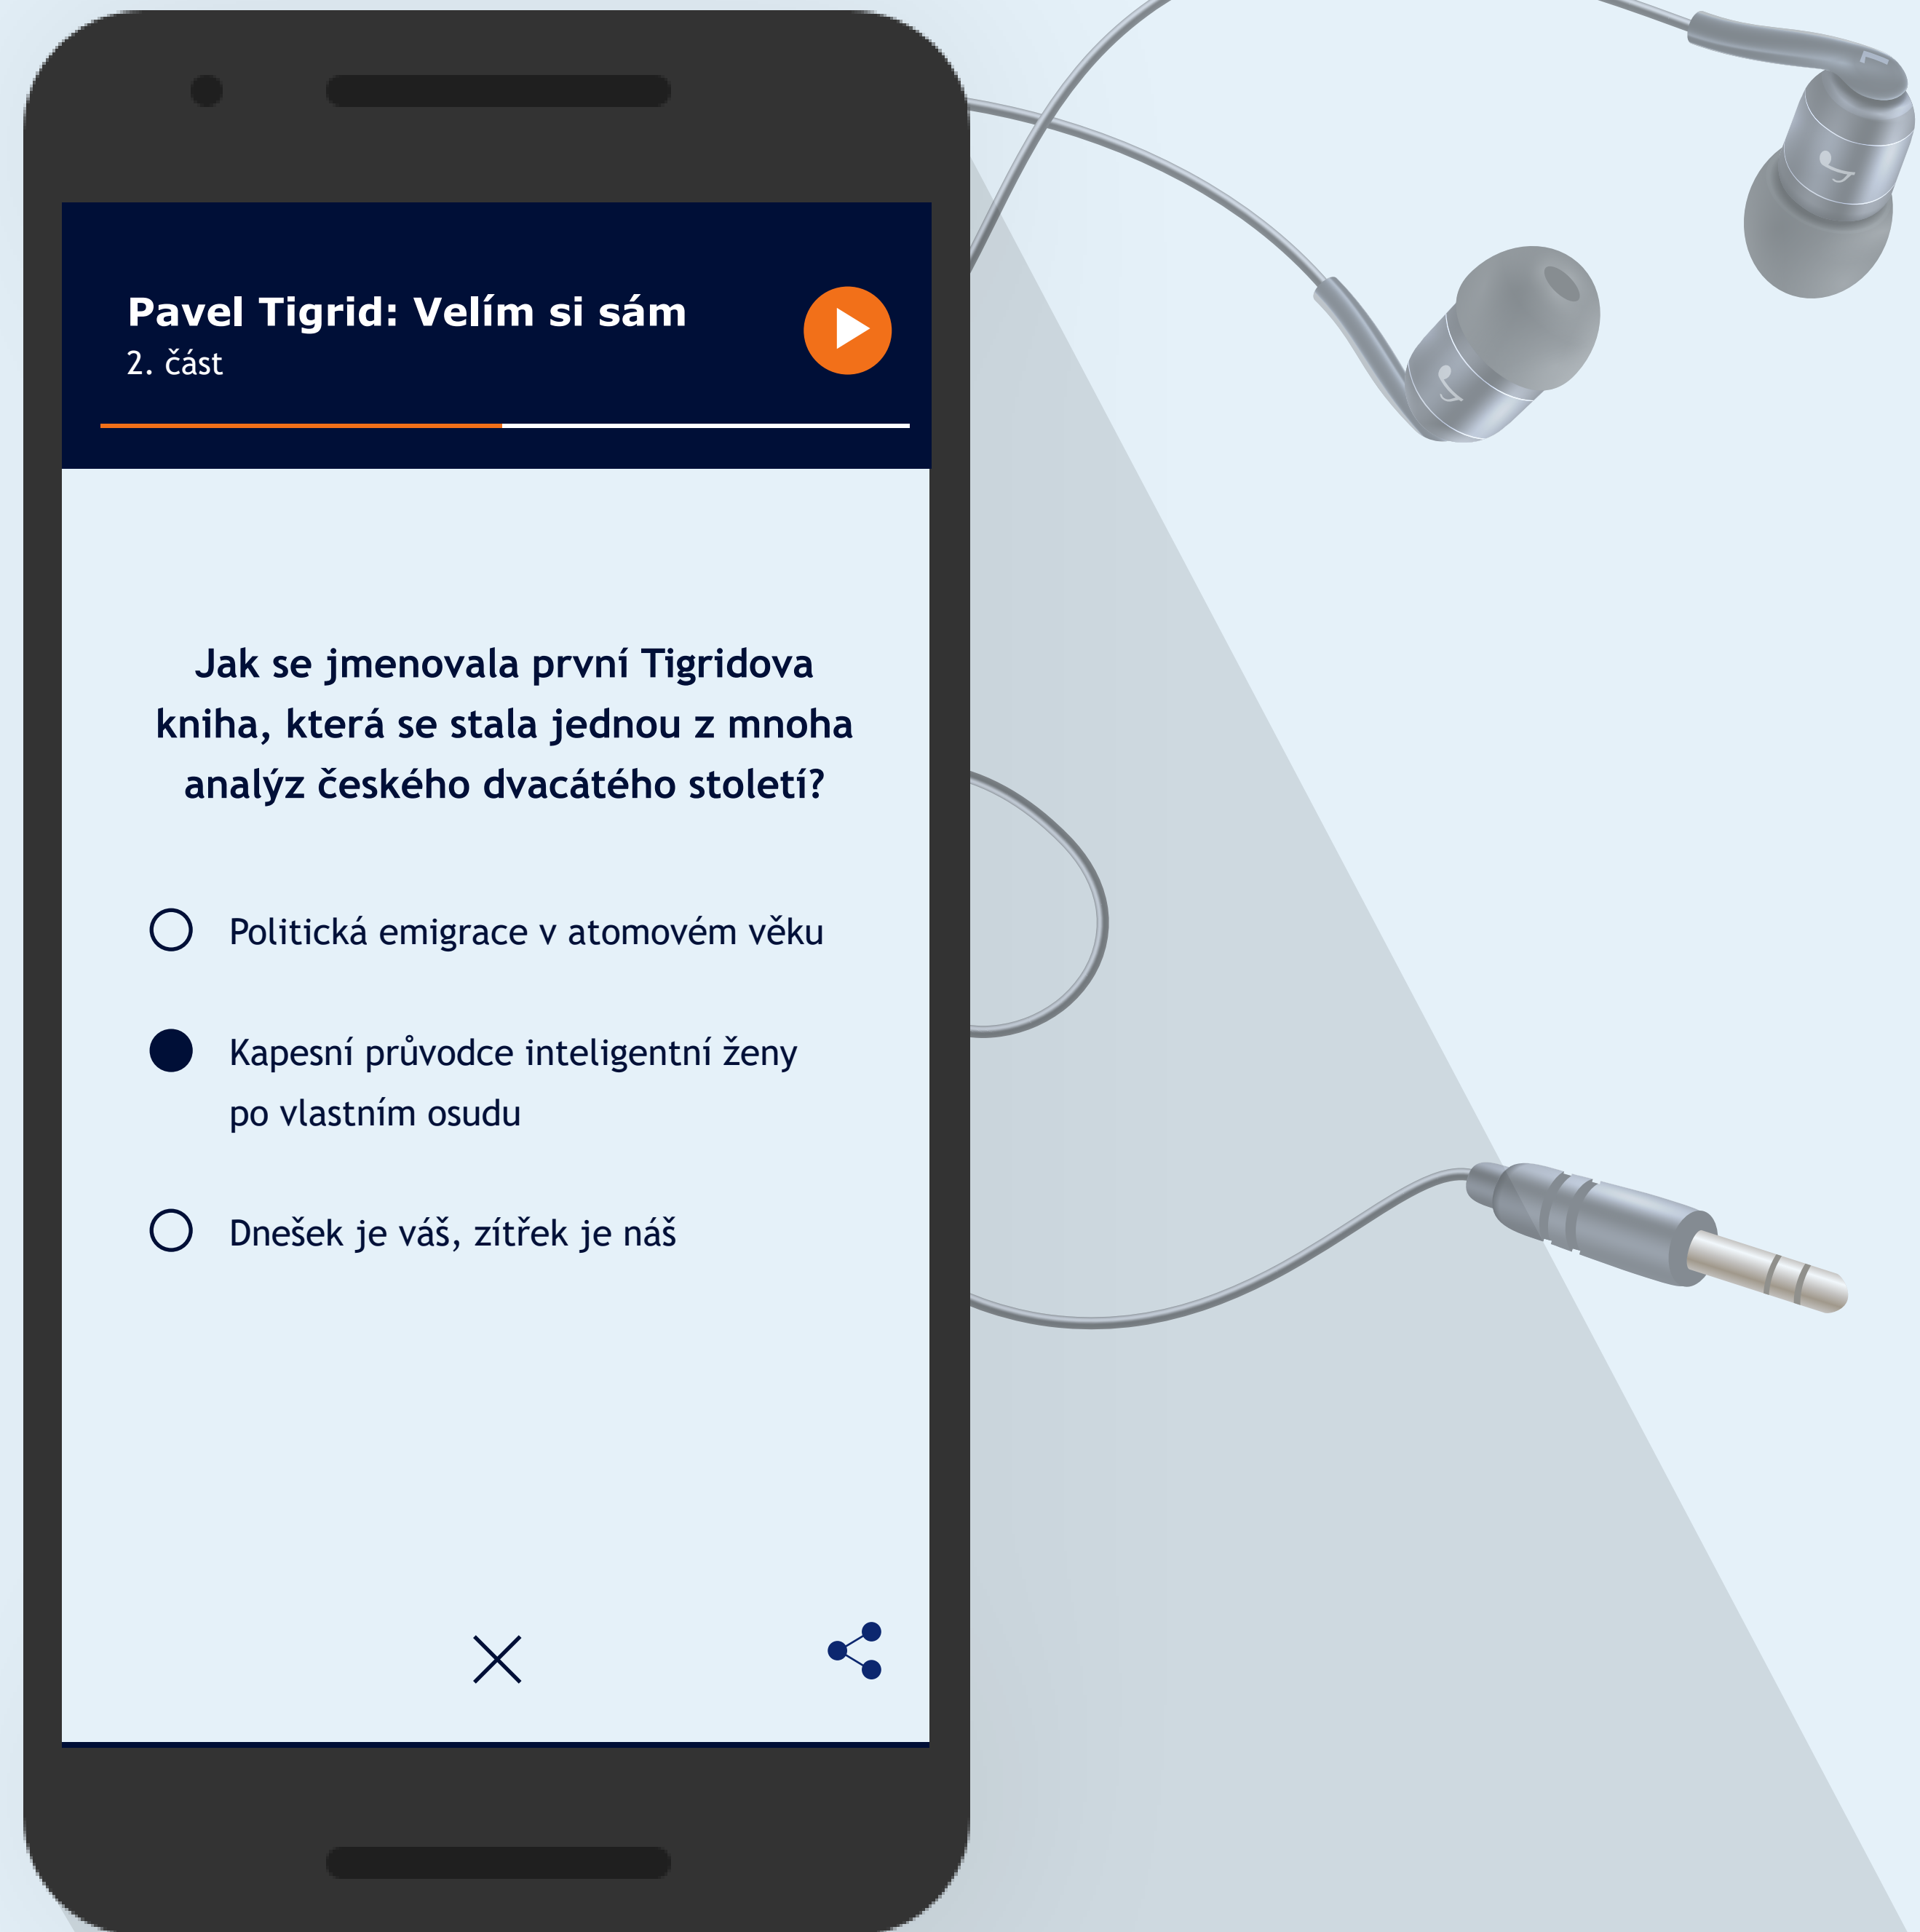 Pavel Tigrid: Velím si sám
2. část
Jak se jmenovala první Tigridova
kniha, která se stala jednou z mnoha
analýz českého dvacátého století?
Politická emigrace v atomovém věku
Kapesní průvodce inteligentní ženy
po vlastním osudu
Dnešek je váš, zítřek je náš
L